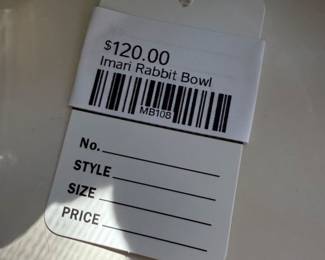 $120.00
Imari Rabbit Bowl
MB108
No.
STYLE
SIZE
PRICE